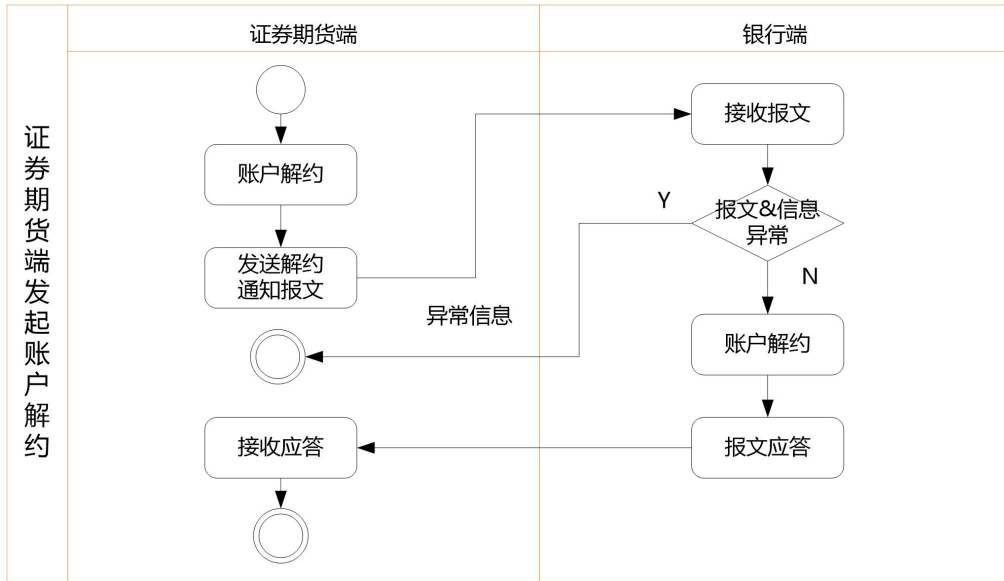 证券期货端
银行端
证券期货端发起账户解约
账户解约
发送解约
通知报文
接收报文
报文&信息
异常
Y
N
异常信息
账户解约
报文应答
接收应答